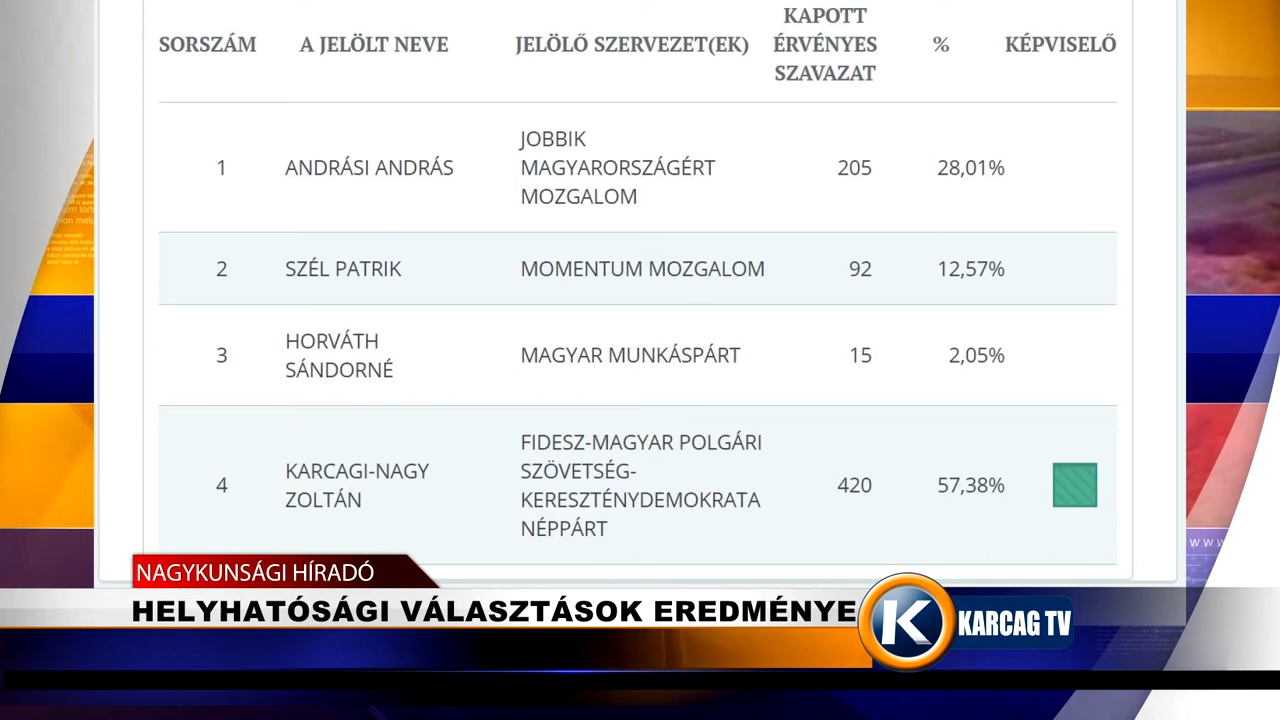 SORSZÁM
A JELÖLT NEVE
JELÖLŐ SZERVEZET(EK)
KAPOTT
ÉRVÉNYES
SZAVAZAT
%
KÉPVISELŐ
1
ANDRÁSI ANDRÁS
JOBBIK
MAGYARORSZÁGÉRT
MOZGALOM
205
28,01%
2
SZÉL PATRIK
MOMENTUM MOZGALOM
92
12,57%
3
HORVÁTH
SÁNDORNÉ
MAGYAR MUNKÁSPÁRT
15
2,05%
4
KARCAGI-NAGY
ZOLTÁN
FIDESZ-MAGYAR POLGÁRI
SZÖVETSÉG-
KERESZTÉNYDEMOKRATA
NÉPPÁRT
420
57,38%
NAGYKUNSÁGI HÍRADÓ
HELYHATÓSÁGI VÁLASZTÁSOK EREDMÉNYE
K
KARCAG TV
WWW